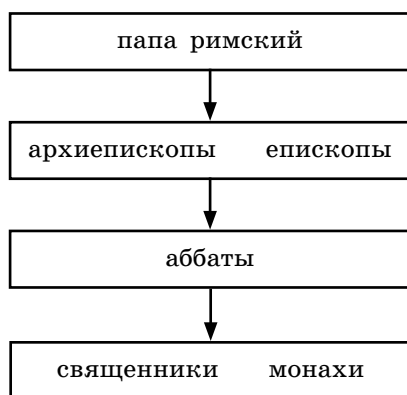 папа римский
архиепископы епископы
аббаты
священники монахи